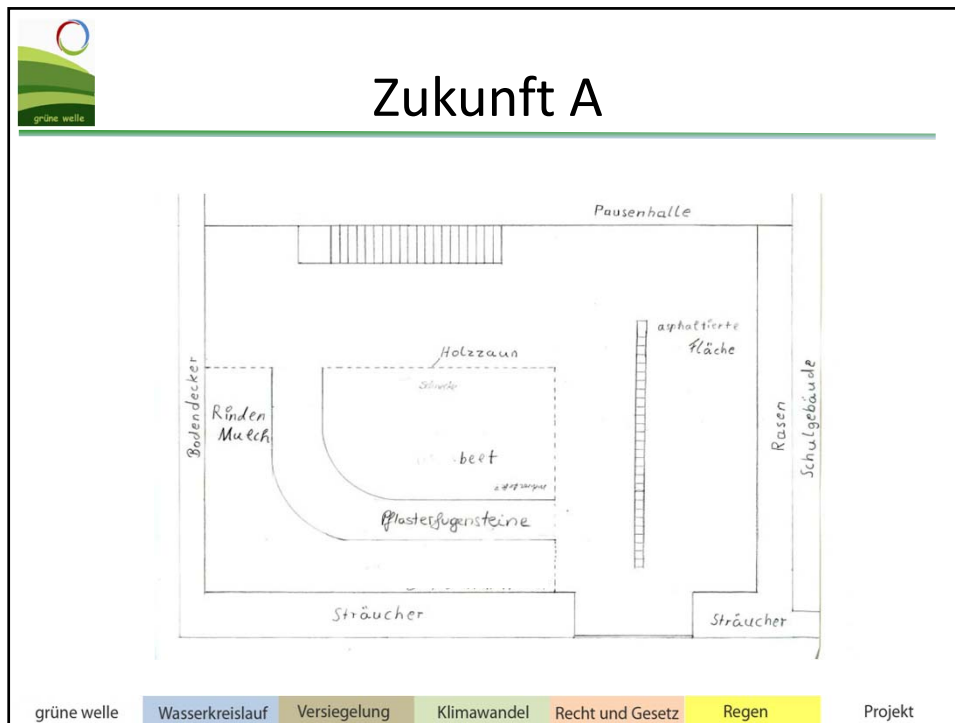 grüne welle
Zukunft A
Pausenhalle
asphaltierte
Fläche
Holzzaun
Bodendecker
Rinden
Mulch
beet
Rasen
Schulgebäude
Pflasterfugensteine
Sträucher
Sträucher
grüne welle
Wasserkreislauf
Versiegelung
Klimawandel
Recht und Gesetz
Regen
Projekt